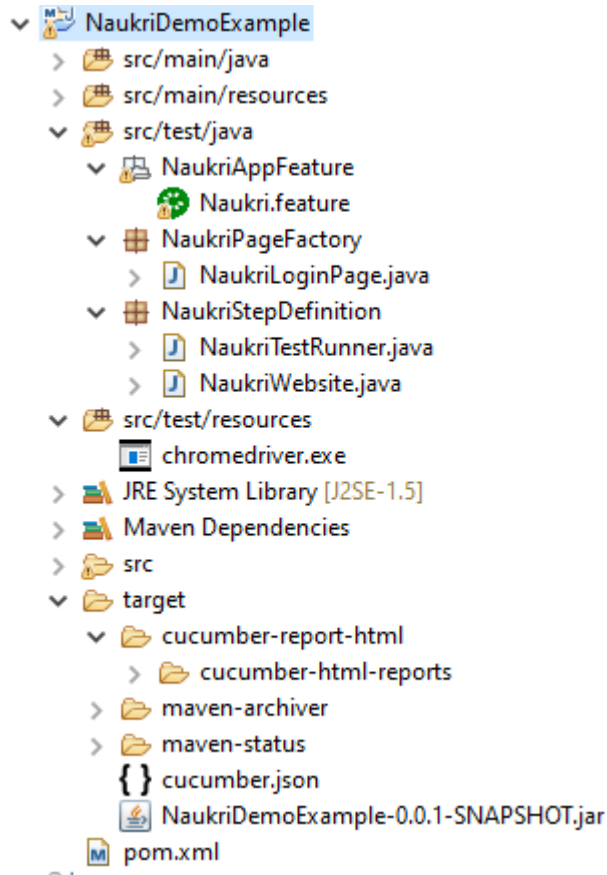 NaukriDemoExample
src/main/java
src/main/resources
src/test/java
NaukriAppFeature
Naukri.feature
NaukriPageFactory
NaukriLoginPage.java
NaukriStepDefinition
NaukriTestRunner.java
NaukriWebsite.java
src/test/resources
chromedriver.exe
JRE System Library [J2SE-1.5]
Maven Dependencies
src
target
cucumber-report-html
cucumber-html-reports
maven-archiver
maven-status
cucumber.json
NaukriDemoExample-0.0.1-SNAPSHOT.jar
pom.xml